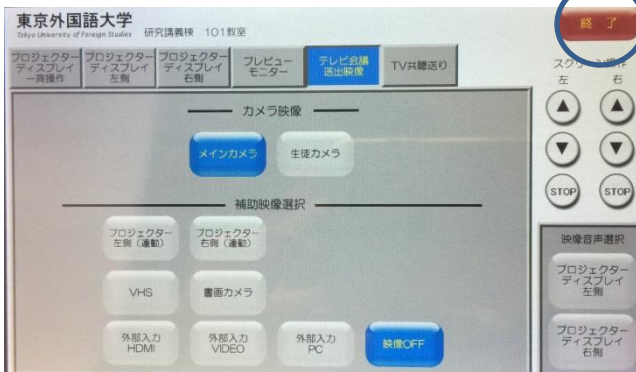 東京外国語大学
Tokyo University of Foreign Studies 研究講義棟 101教室
終 了
プロジェクター
ディスプレイ
一斉操作
プロジェクター
ディスプレイ
左側
プロジェクター
ディスプレイ
右側
プレビュー
モニター
テレビ会議
送出映像
TV共聴送り
スクリーン操作
左 右
カメラ映像
メインカメラ 生徒カメラ
STOP STOP
補助映像選択
プロジェクター
左側（連動）
プロジェクター
右側（連動）
VHS 書画カメラ
外部入力
HDMI
外部入力
VIDEO
外部入力
PC
映像OFF
映像音声選択
プロジェクター
ディスプレイ
左側
プロジェクター
ディスプレイ
右側